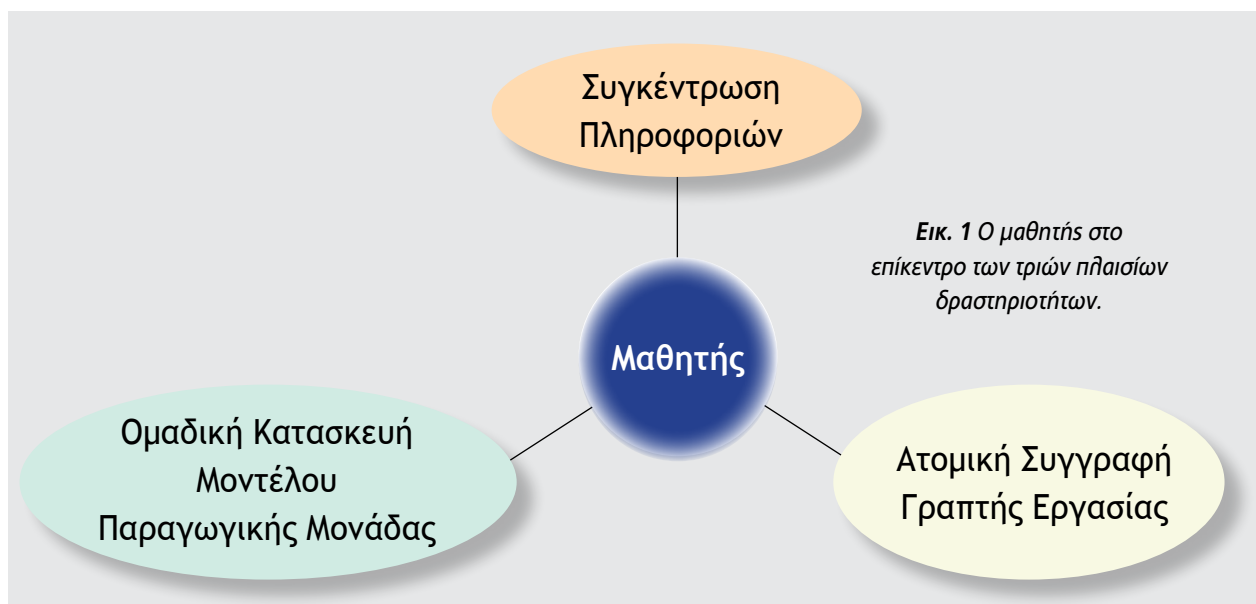 Συγκέντρωση
Πληροφοριών
Εικ. 1 Ο μαθητής στο
επίκεντρο των τριών πλαισίων
δραστηριοτήτων.
Μαθητής
Ομαδική Κατασκευή
Μοντέλου
Παραγωγικής Μονάδας
Ατομική Συγγραφή
Γραπτής Εργασίας